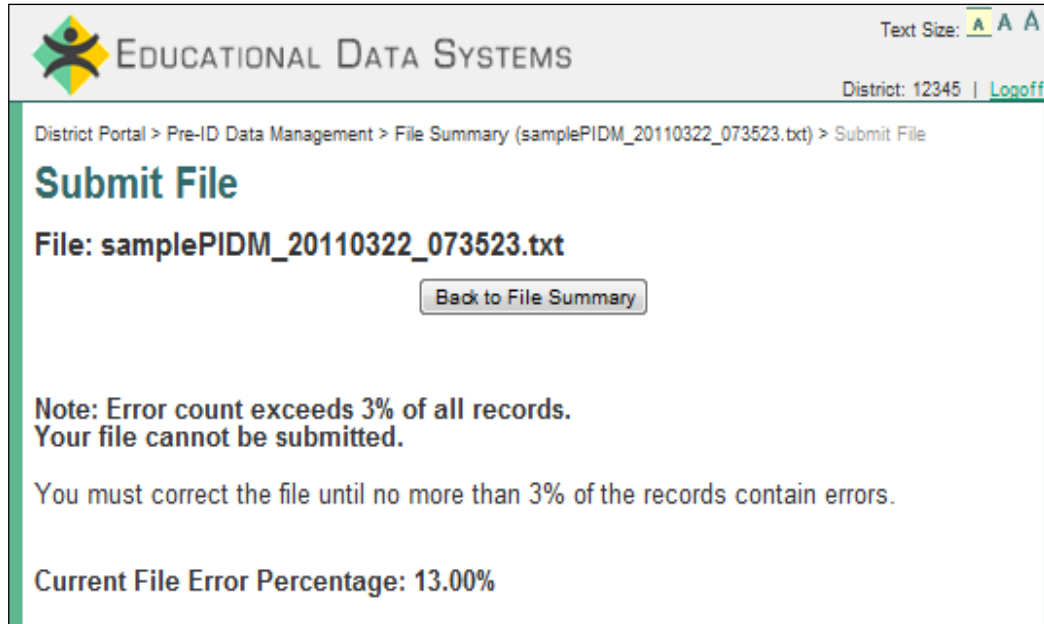 Text Size: A A A
EDUCATIONAL DATA SYSTEMS
District: 12345 | Logoff
District Portal > Pre-ID Data Management > File Summary (samplePIDM_20110322_073523.txt) > Submit File
Submit File
File: samplePIDM_20110322_073523.txt
Back to File Summary
Note: Error count exceeds 3% of all records.
Your file cannot be submitted.
You must correct the file until no more than 3% of the records contain errors.
Current File Error Percentage: 13.00%